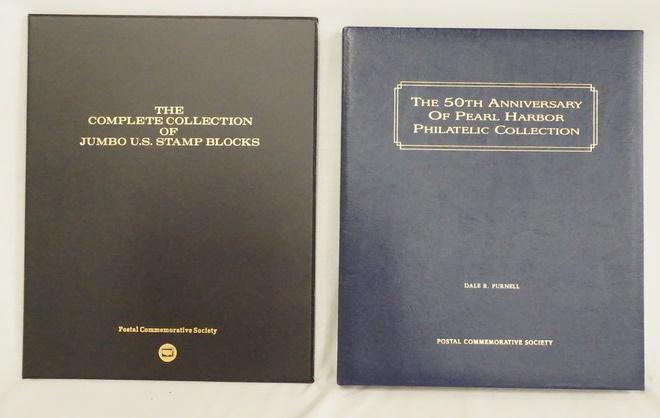 THE
COMPLETE COLLECTION
OF
JUMBO U.S. STAMP BLOCKS
Postal Commemorative Society
THE 50TH ANNIVERSARY
OF PEARL HARBOR
PHILATELIC COLLECTION
DALE R. PURNELL
POSTAL COMMEMORATIVE SOCIETY